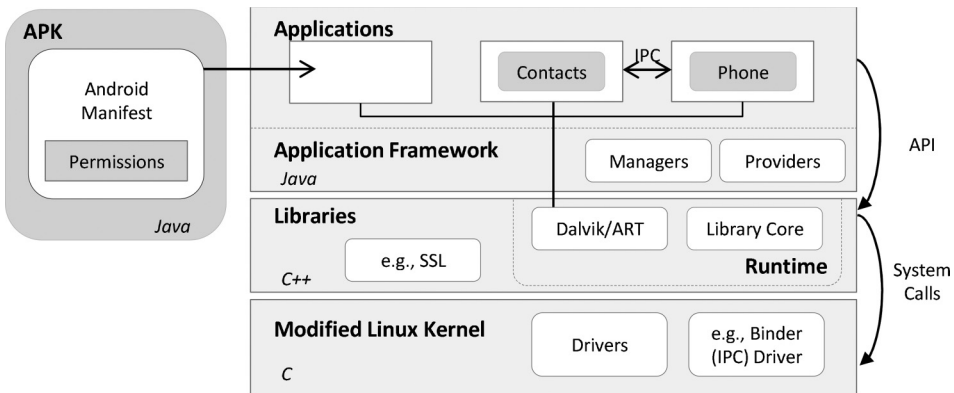 APK
Android
Manifest
Permissions
Java
Applications
Contacts
IPC
Phone
Application Framework
Java
Managers
Providers
API
Libraries
e.g., SSL
C++
Dalvik/ART
Library Core
Runtime
System
Calls
Modified Linux Kernel
C
Drivers
e.g., Binder
(IPC) Driver